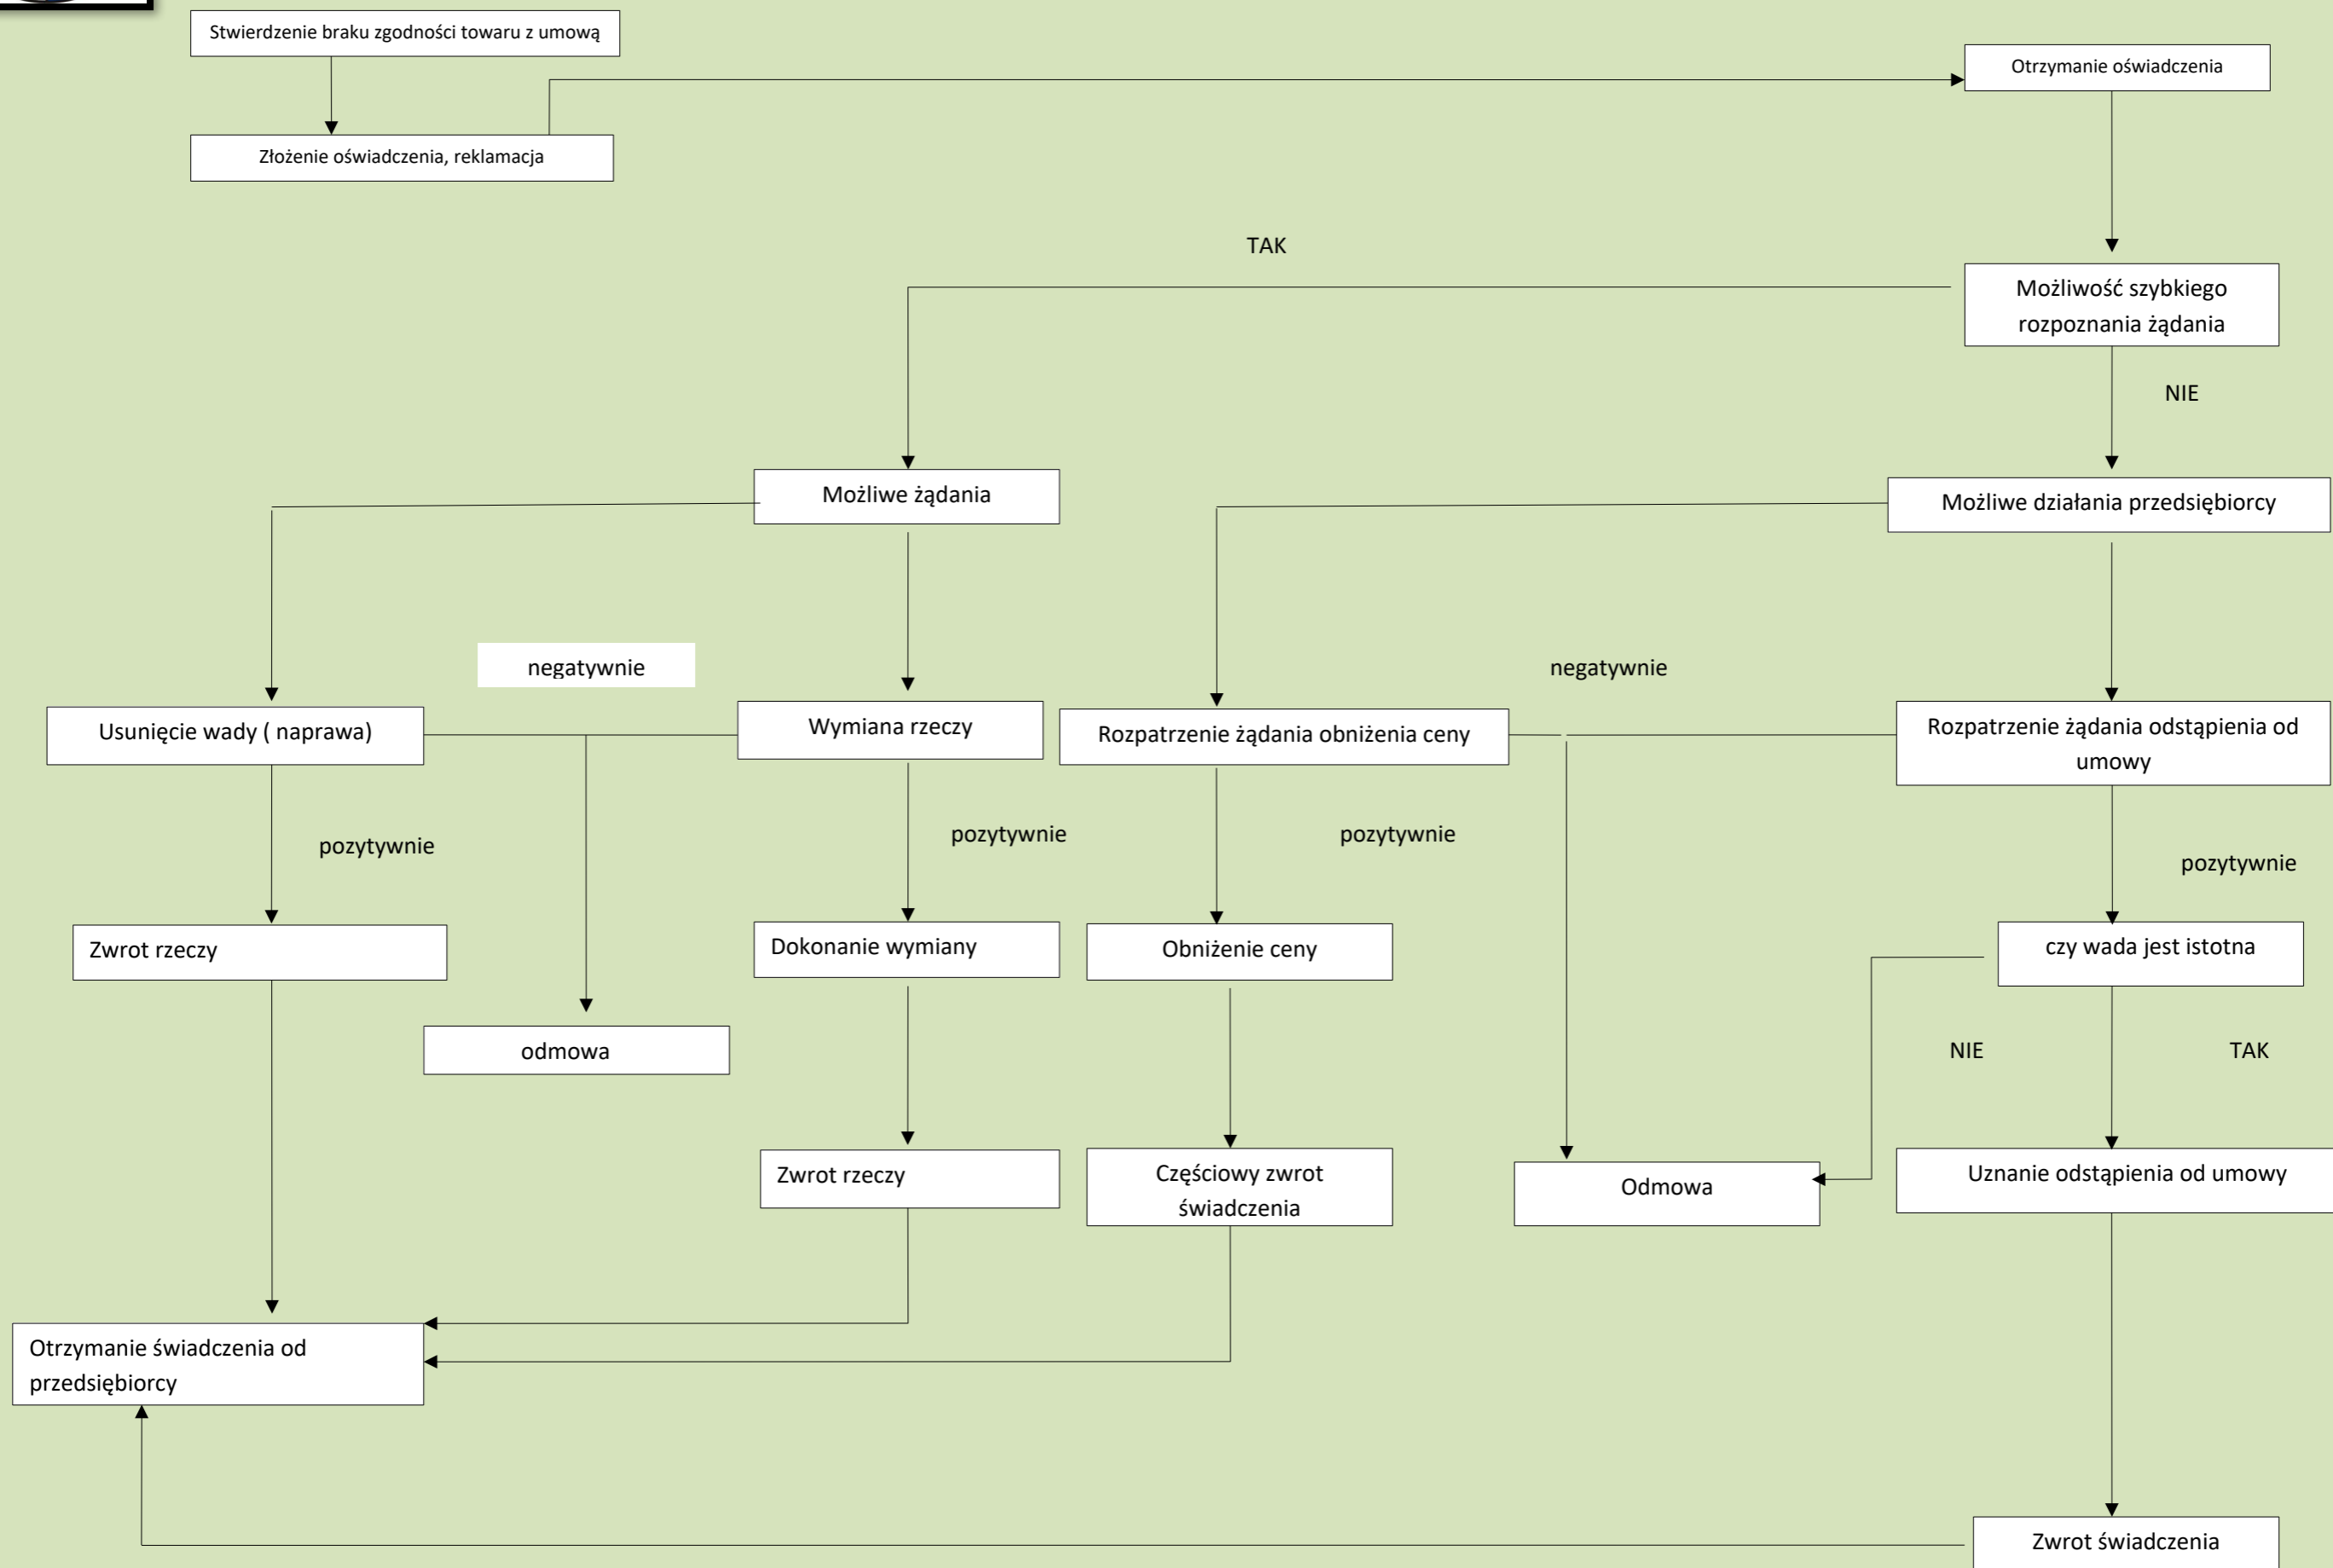 Stwierdzenie braku zgodności towaru z umową
Otrzymanie oświadczenia
Złożenie oświadczenia, reklamacja
TAK
Możliwość szybkiego
rozpoznania żądania
NIE
Możliwe żądania
Możliwe działania przedsiębiorcy
negatywnie
negatywnie
Usunięcie wady ( naprawa)
Wymiana rzeczy
Rozpatrzenie żądania obniżenia ceny
Rozpatrzenie żądania odstąpienia od
umowy
pozytywnie
pozytywnie
pozytywnie
pozytywnie
Zwrot rzeczy
Dokonanie wymiany
Obniżenie ceny
czy wada jest istotna
odmowa
NIE
TAK
Zwrot rzeczy
Częściowy zwrot
świadczenia
Odmowa
Uznanie odstąpienia od umowy
Otrzymanie świadczenia od
przedsiębiorcy
Zwrot świadczenia